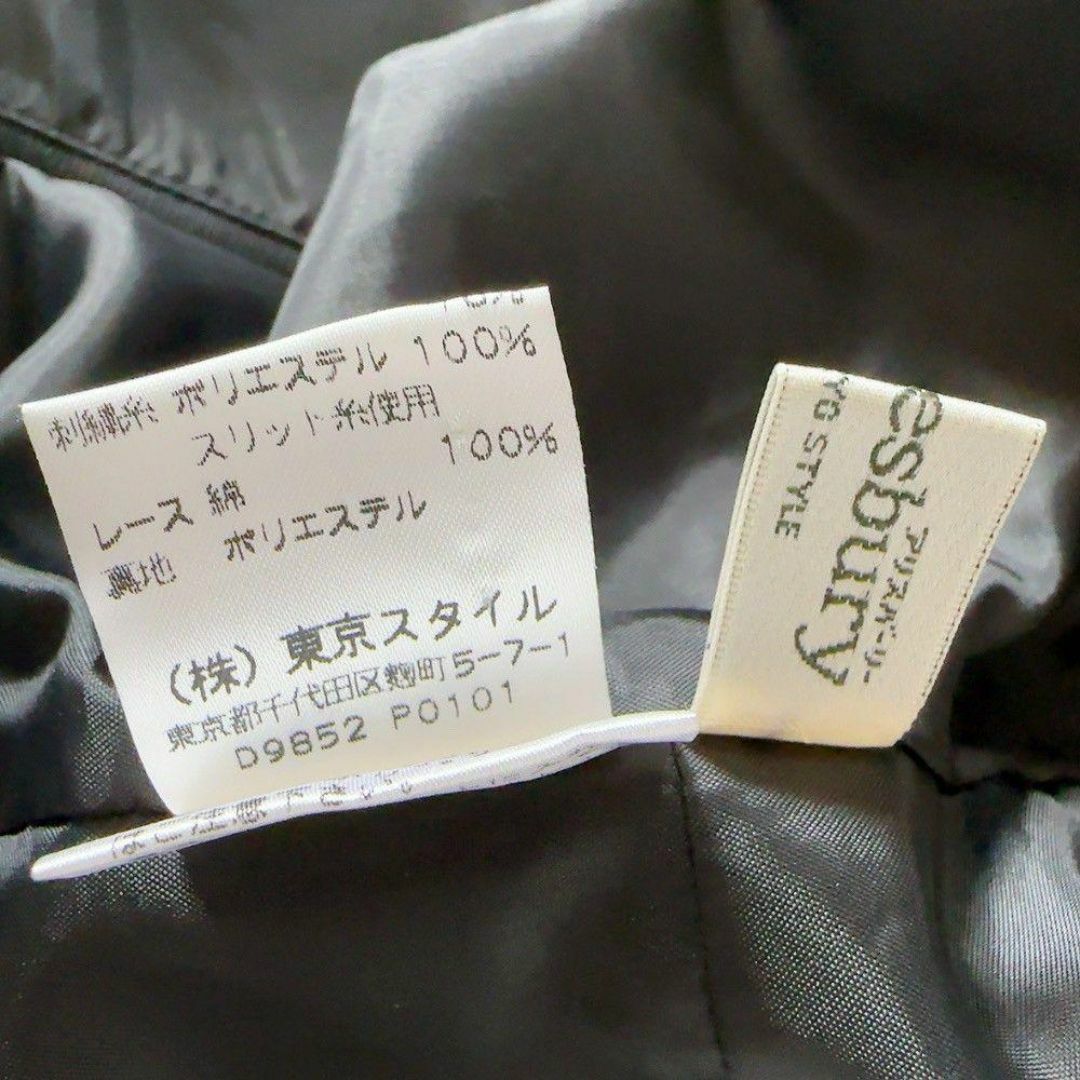 刺繍糸 ポリエステル 100%
スリット糸使用
レース 綿 100%
裏地 ポリエステル
(株) 東京スタイル
東京都千代田区麹町5-7-1
D9852 P0101
esbury
アリスバーリー
YO STYLE